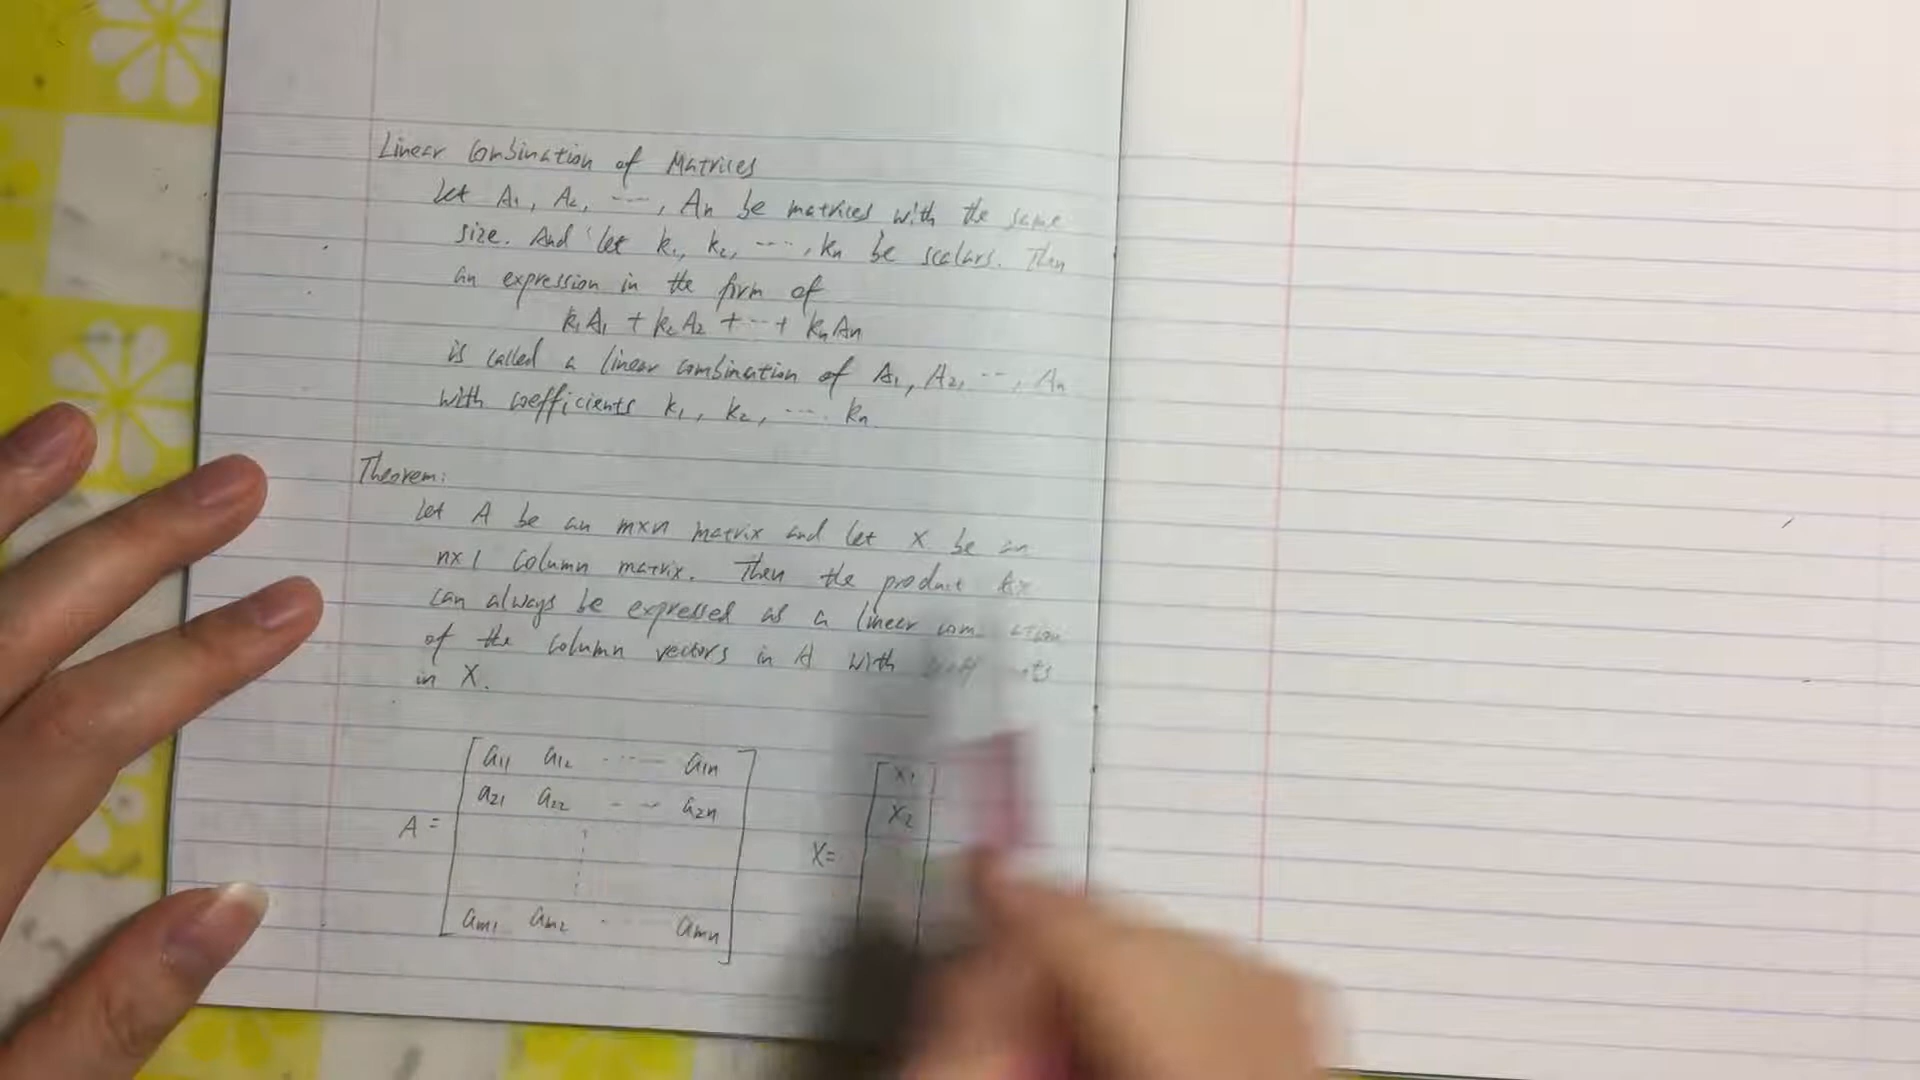 Linear Combination of Matrices
Let A₁, A₂, ⋯, An be matrices with the same
size. And let k₁, k₂, ⋯, kn be scalars. Then
an expression in the form of
k₁A₁ + k₂A₂ + ⋯ + knAn
is called a linear combination of A₁, A₂, ⋯, An
with coefficients k₁, k₂, ⋯ kn
Theorem:
Let A be an m×n matrix and let X be an
n×1 column matrix. Then the product Ax
can always be expressed as a linear
of the column vectors in A with
in X.
A = [a₁₁ a₁₂ ⋯ a₁n
a₂₁ a₂₂ ⋯ a₂n
⋮
am₁ am₂ ⋯ amn]
X = [x₁
x₂